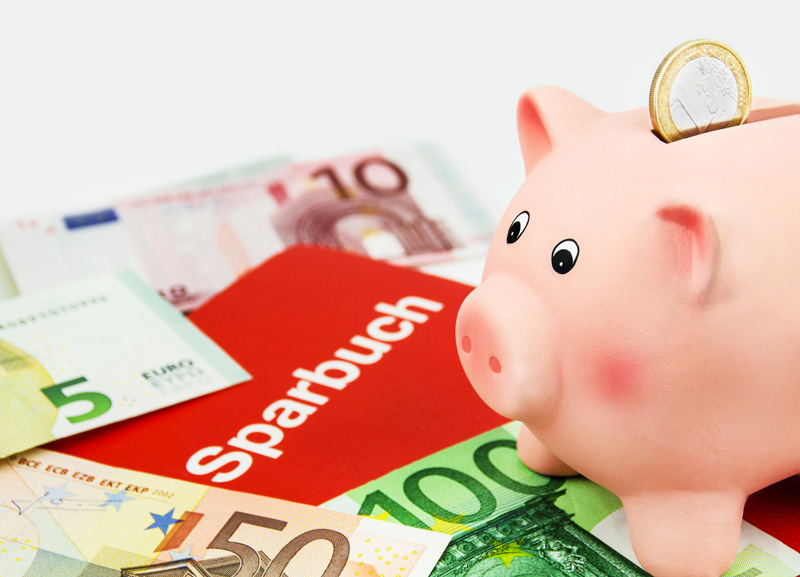 10
5
EURO
Sparbuch
BCE ECB EZB EKT EKP 2002
50
100